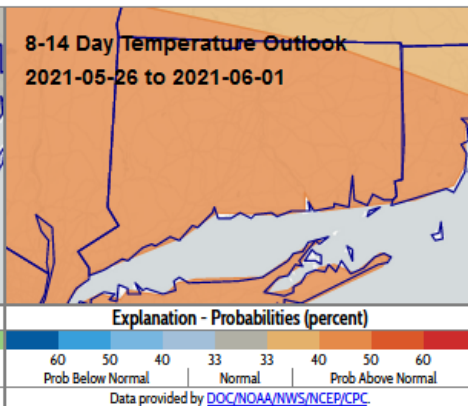 8-14 Day Temperature Outlook
2021-05-26 to 2021-06-01
Explanation - Probabilities (percent)
60 50 40 33 33 40 50 60
Prob Below Normal Normal Prob Above Normal
Data provided by DOC/NOAA/NWS/NCEP/CPC.